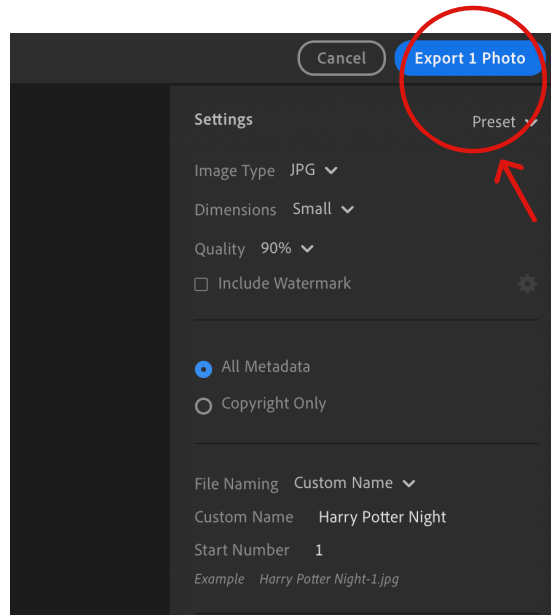 Cancel Export 1 Photo
Settings Preset
Image Type JPG
Dimensions Small
Quality 90%
Include Watermark
All Metadata
Copyright Only
File Naming Custom Name
Custom Name Harry Potter Night
Start Number 1
Example Harry Potter Night-1.jpg